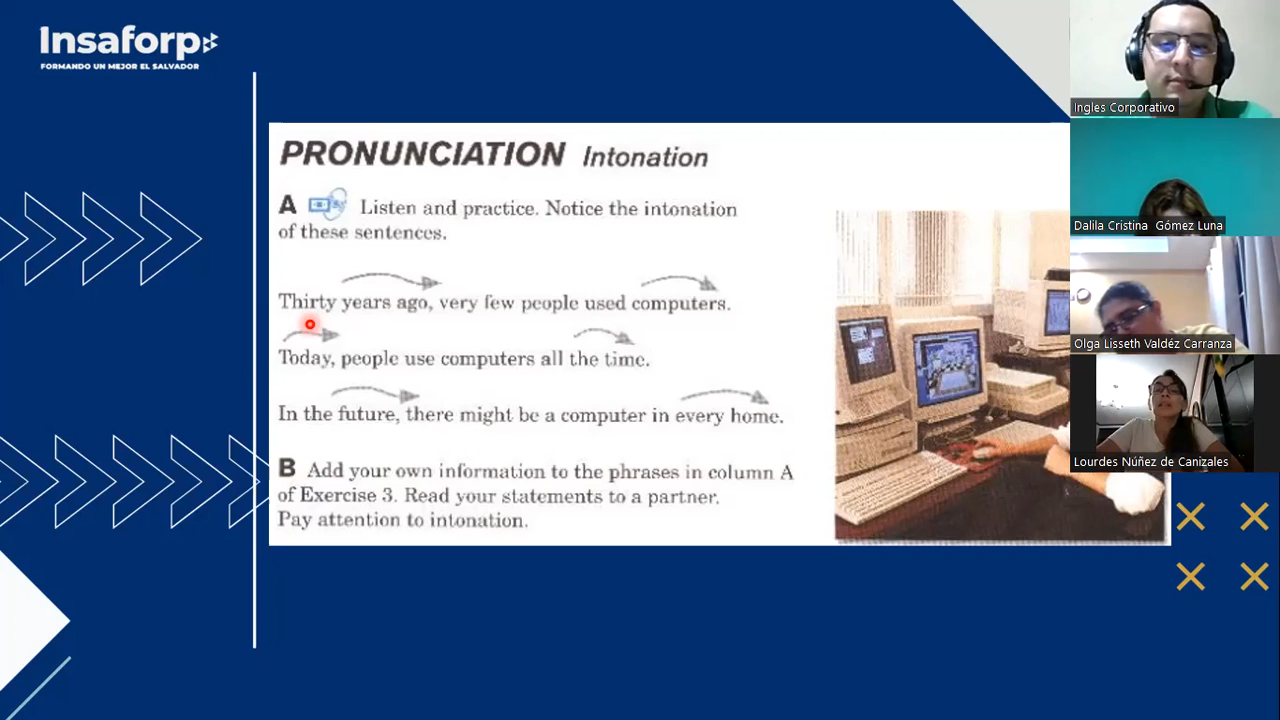 Insaforp
FORMANDO UN MEJOR EL SALVADOR
PRONUNCIATION Intonation
A Listen and practice. Notice the intonation
of these sentences.
Thirty years ago, very few people used computers.
Today, people use computers all the time.
In the future, there might be a computer in every home.
B Add your own information to the phrases in column A
of Exercise 3. Read your statements to a partner.
Pay attention to intonation.
Ingles Corporativo
Dalila Cristina Gómez Luna
Olga Lisseth Valdéz Carranza
Lourdes Núñez de Canizales